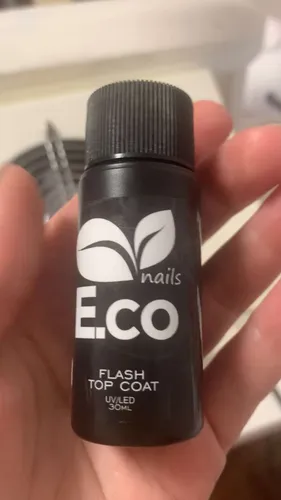 nails
E.co
FLASH
TOP COAT
UV/LED
30ML